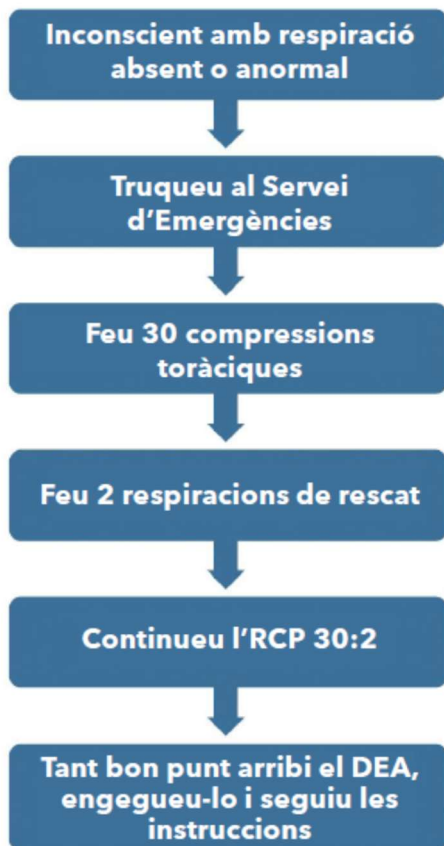 Inconscient amb respiració
absent o anormal
Truqueu al Servei
d’Emergències
Feu 30 compressions
toràciques
Feu 2 respiracions de rescat
Continueu l’RCP 30:2
Tant bon punt arribi el DEA,
engegueu-lo i seguiu les
instruccions